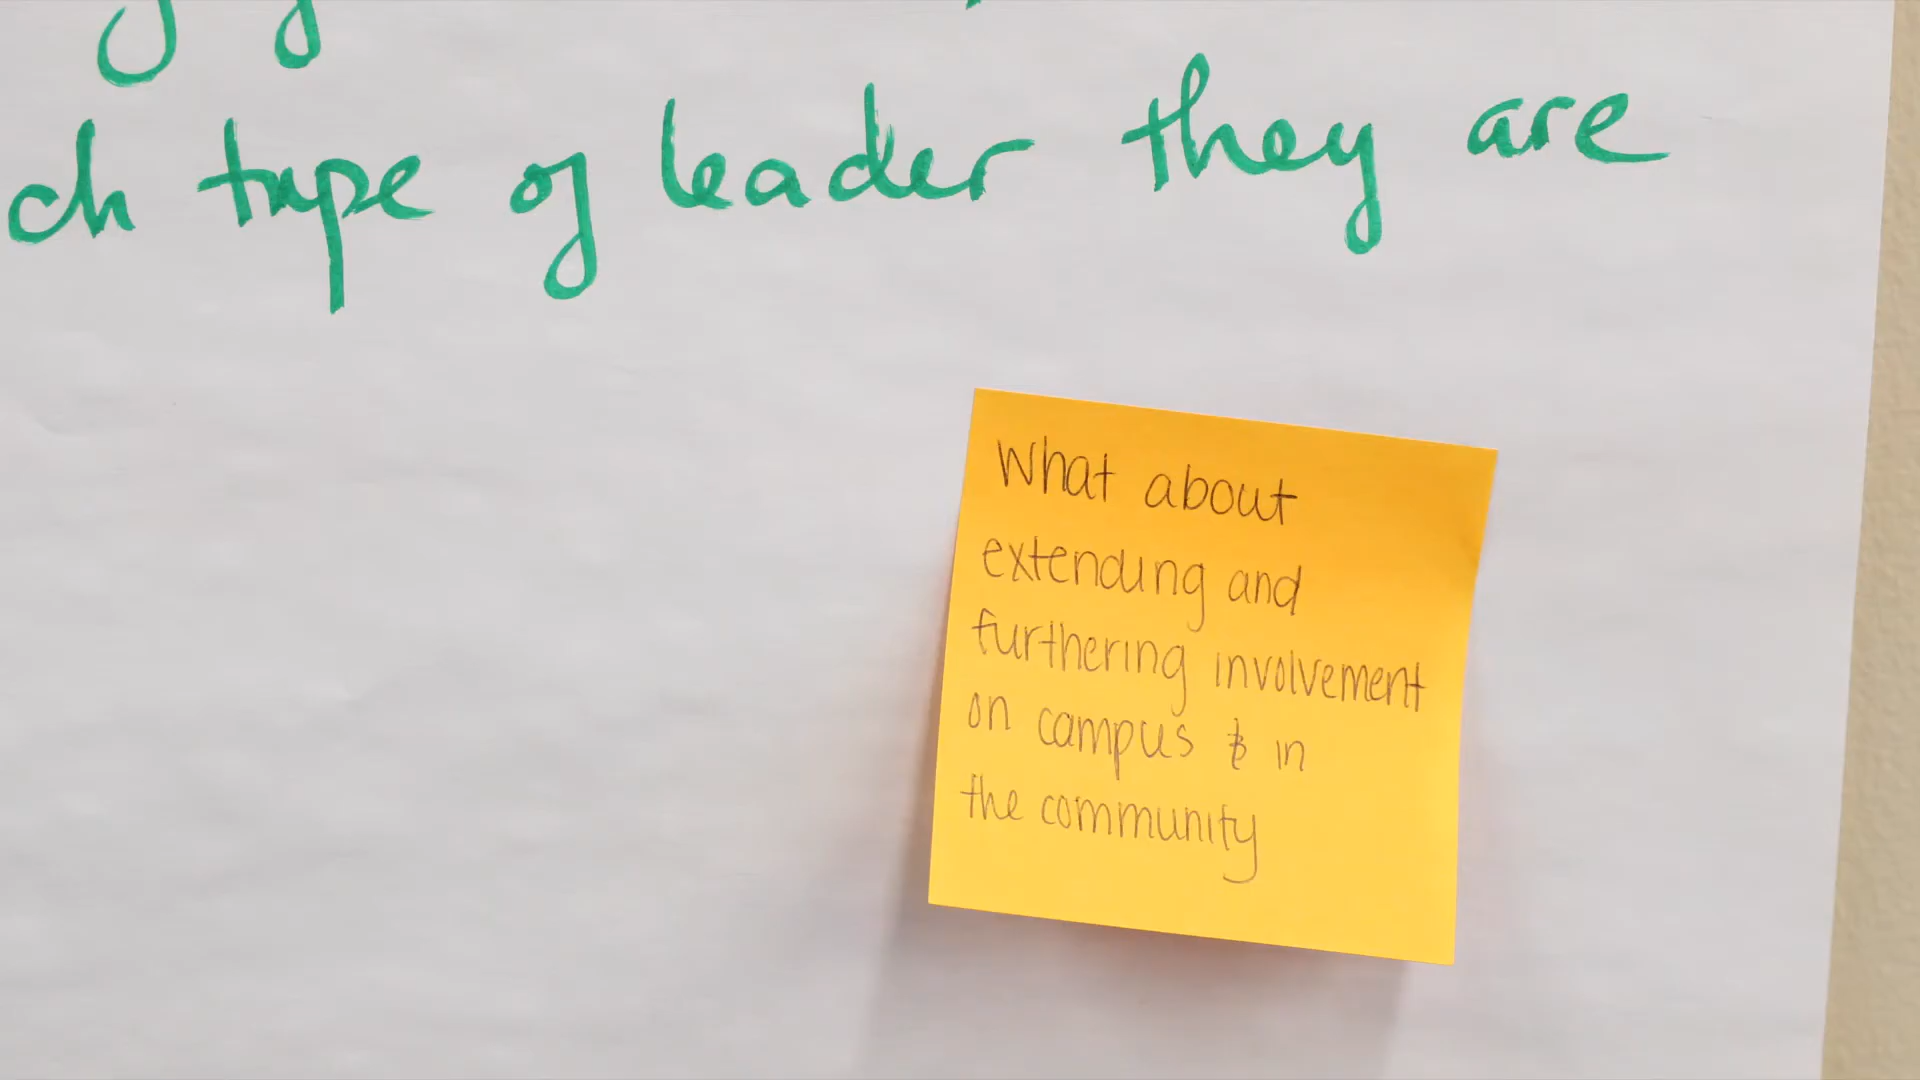 ch type of leader they are
What about
extending and
furthering involvement
on campus & in
the community